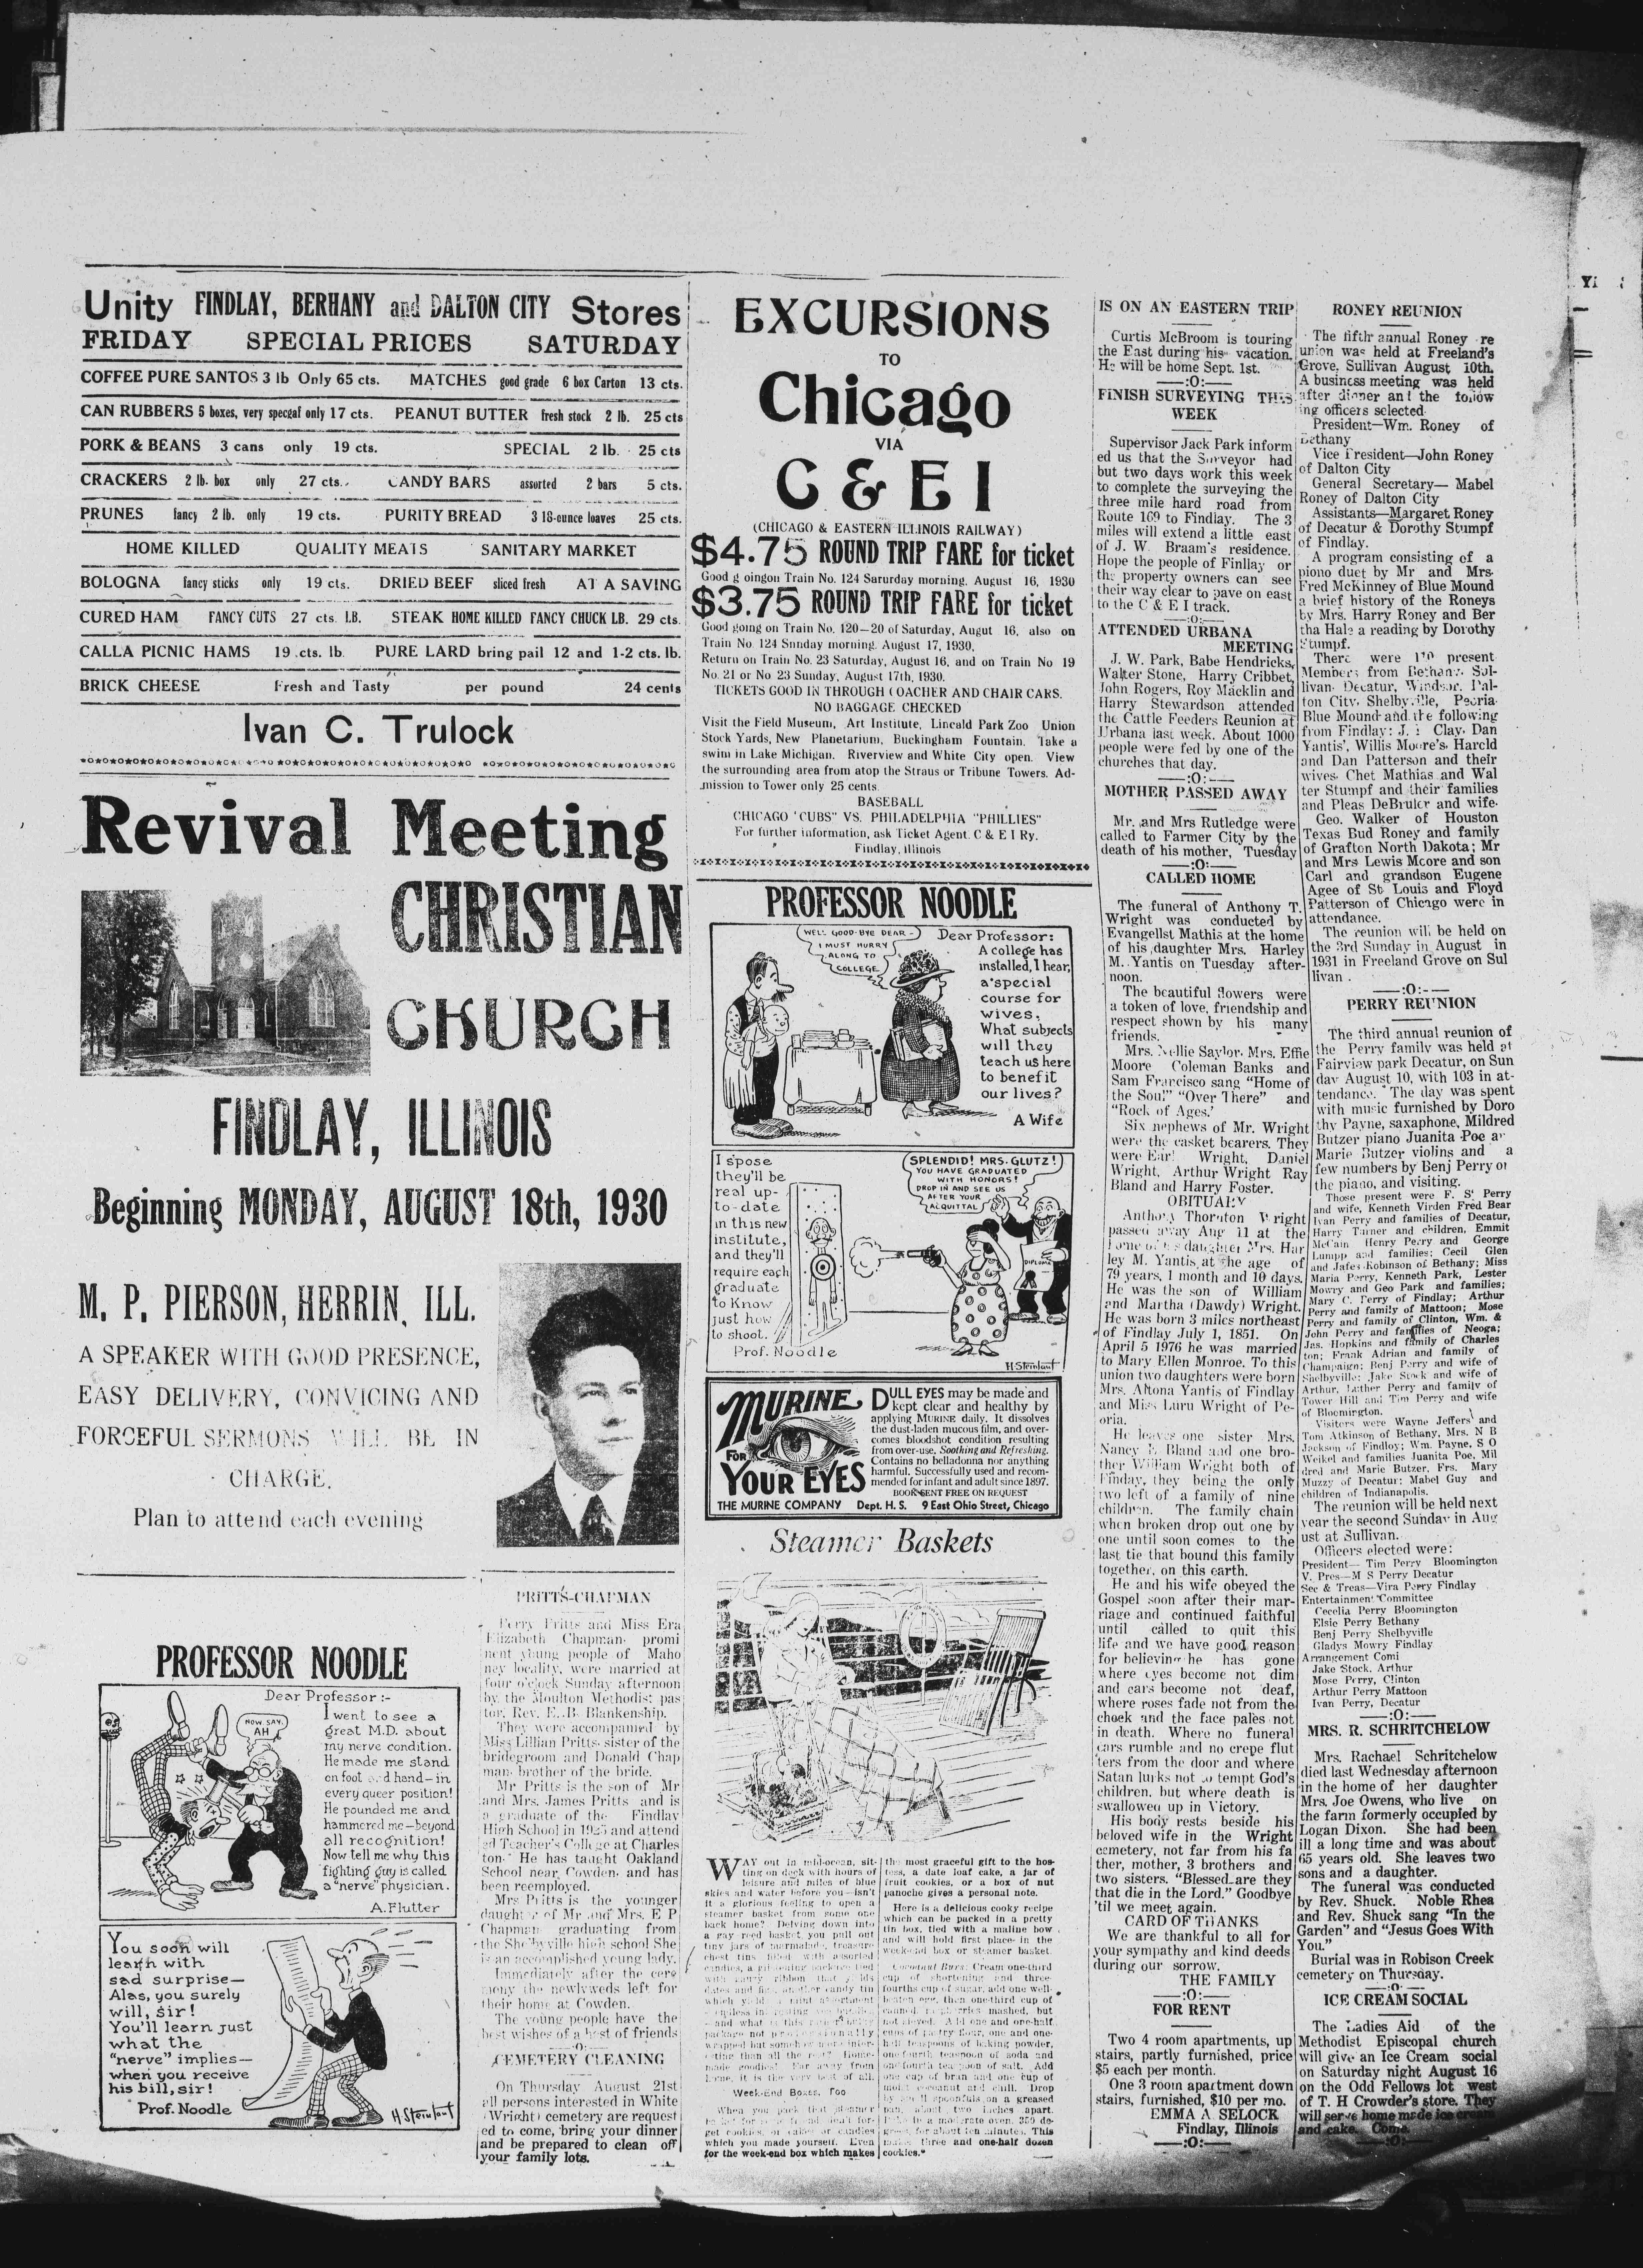 Unity FINDLAY, BERHANY and DALTON CITY Stores
FRIDAY SPECIAL PRICES SATURDAY
COFFEE PURE SANTOS 3 lb Only 65 cts. MATCHES good grade 6 box Carton 13 cts.
CAN RUBBERS 5 boxes, very specgaf only 17 cts. PEANUT BUTTER fresh stock 2 lb. 25 cts
PORK & BEANS 3 cans only 19 cts. SPECIAL 2 lb. 25 cts
CRACKERS 2 lb. box only 27 cts. CANDY BARS assorted 2 bars 5 cts.
PRUNES fancy 2 lb. only 19 cts. PURITY BREAD 3 18-ounce loaves 25 cts.
HOME KILLED QUALITY MEATS SANITARY MARKET
BOLOGNA fancy sticks only 19 cts. DRIED BEEF sliced fresh AT A SAVING
CURED HAM FANCY CUTS 27 cts. LB. STEAK HOME KILLED FANCY CHUCK LB. 29 cts.
CALLA PICNIC HAMS 19 .cts. lb. PURE LARD bring pail 12 and 1-2 cts. lb.
BRICK CHEESE Fresh and Tasty per pound 24 cents
Ivan C. Trulock
Revival Meeting
CHRISTIAN
CHURCH
FINDLAY, ILLINOIS
Beginning MONDAY, AUGUST 18th, 1930
M. P. PIERSON, HERRIN, ILL.
A SPEAKER WITH GOOD PRESENCE,
EASY DELIVERY, CONVICING AND
FORCEFUL SERMONS WILL BE IN
CHARGE.
Plan to attend each evening
PROFESSOR NOODLE
Dear Professor:-
I went to see a
great M.D. about
my nerve condition.
He made me stand
on foot and hand—in
every queer position!
He pounded me and
hammered me—beyond
all recognition!
Now tell me why this
fighting guy is called
a "nerve" physician.
A.Flutter
NOW, SAY,
AH
You soon will
learn with
sad surprise—
Alas, you surely
will, sir!
You'll learn just
what the
"nerve" implies—
when you receive
his bill, sir!
Prof. Noodle
H Steinlaut
PRITTS-CHAPMAN
Perry Pritts and Miss Era
Elizabeth Chapman, promi
nent young people of Maho
ney locality, were married at
four o'clock Sunday afternoon
by the Moulton Methodist pas
tor, Rev. E. B. Blankenship.
They were accompanied by
Miss Lillian Pritts, sister of the
bridegroom and Donald Chap
man, brother of the bride.
Mr Pritts is the son of Mr
and Mrs. James Pritts and is
a graduate of the Findlay
High School in 1925 and attend
ed Teacher's College at Charles
ton. He has taught Oakland
School near Cowden, and has
been reemployed.
Mrs Pritts is the younger
daughter of Mr and Mrs. E P
Chapman graduating from
the Shelbyville high school She
is an accomplished young lady.
Immediately after the cere
mony the newlyweds left for
their home at Cowden.
The young people have the
best wishes of a host of friends
:O:
CEMETERY CLEANING
On Thursday August 21st
all persons interested in White
(Wright) cemetery are request
ed to come, bring your dinner
and be prepared to clean off
your family lots.
EXCURSIONS
TO
Chicago
VIA
C & E I
(CHICAGO & EASTERN ILLINOIS RAILWAY)
$4.75 ROUND TRIP FARE for ticket
Good g oingon Train No. 124 Saturday morning, August 16, 1930
$3.75 ROUND TRIP FARE for ticket
Good going on Train No. 120—20 of Saturday, Augut 16, also on
Train No. 124 Snnday morning. August 17, 1930,
Return on Train No. 23 Saturday, August 16, and on Train No 19
No. 21 or No 23 Sunday, August 17th, 1930.
TICKETS GOOD IN THROUGH COACHER AND CHAIR CARS.
NO BAGGAGE CHECKED
Visit the Field Museum, Art Institute, Lincald Park Zoo Union
Stock Yards, New Planetarium, Buckingham Fountain. Take a
swim in Lake Michigan. Riverview and White City open. View
the surrounding area from atop the Straus or Tribune Towers. Ad-
mission to Tower only 25 cents.
BASEBALL
CHICAGO 'CUBS" VS. PHILADELPHIA "PHILLIES"
For further information, ask Ticket Agent. C & E I Ry.
Findlay, Illinois
PROFESSOR NOODLE
WELL GOOD-BYE DEAR-
I MUST HURRY
ALONG TO
COLLEGE
Dear Professor:
A college has
installed, I hear,
a special
course for
wives.
What subjects
will they
teach us here
to benefit
our lives?
A Wife
I s'pose
they'll be
real up-
to-date
in this new
institute,
and they'll
require each
graduate
to Know
just how
to shoot.
Prof. Noodle
SPLENDID! MRS. GLUTZ!
YOU HAVE GRADUATED
WITH HONORS!
DROP IN AND SEE US
AFTER YOUR
ACQUITTAL
DIPLOMA
H Steinlaut
MURINE
FOR
YOUR EYES
DULL EYES may be made and
kept clear and healthy by
applying MURINE daily. It dissolves
the dust-laden mucous film, and over-
comes bloodshot condition resulting
from over-use. Soothing and Refreshing.
Contains no belladonna nor anything
harmful. Successfully used and recom-
mended for infant and adult since 1897.
BOOK SENT FREE ON REQUEST
THE MURINE COMPANY Dept. H. S. 9 East Ohio Street, Chicago
Steamer Baskets
WAY out in mid-ocean, sit-
ting on deck with hours of
leisure and miles of blue
skies and water before you—isn't
it a glorious feeling to open a
steamer basket from some one
back home? Delving down into
a gay reed basket you pull out
tiny jars of marmalade, treasure
chest tins filled with assorted
candies,
made goodies! Far away from
home, it is the very best of all.
Week-End Boxes, Too
When you pack that steamer
get cookies, or cakes or candies
which you made yourself. Even
for the week-end box which makes
the most graceful gift to the hos-
tess, a date loaf cake, a jar of
fruit cookies, or a box of nut
panoche gives a personal note.
Here is a delicious cooky recipe
which can be packed in a pretty
tin box, tied with a maline bow
and will hold first place in the
week-end box or steamer basket.
Cocoanut Bars: Cream one-third
cup of shortening and three-
fourths cup of sugar, add one well-
beaten egg, then one-third cup of
canned raspberries mashed, but
not sieved. Add one and one-half
cups of pastry flour, one and one-
half teaspoons of baking powder,
one-fourth teaspoon of soda and
one-fourth teaspoon of salt. Add
one cup of bran and one cup of
moist cocoanut and chill. Drop
by teaspoonfuls on a greased
pan, about two inches apart.
Bake in a moderate oven, 350 de-
grees, for about ten minutes. This
makes three and one-half dozen
cookies.*
IS ON AN EASTERN TRIP
Curtis McBroom is touring
the East during his vacation.
He will be home Sept. 1st.
:O:
FINISH SURVEYING THIS
WEEK
Supervisor Jack Park inform
ed us that the Surveyor had
but two days work this week
to complete the surveying the
three mile hard road from
Route 169 to Findlay. The 3
miles will extend a little east
of J. W. Braam's residence.
Hope the people of Finllay or
the property owners can see
their way clear to pave on east
to the C & E I track.
:O:
ATTENDED URBANA
MEETING
J. W. Park, Babe Hendricks,
Walter Stone, Harry Cribbet,
John Rogers, Roy Macklin and
Harry Stewardson attended
the Cattle Feeders Reunion at
Urbana last week. About 1000
people were fed by one of the
churches that day.
:O:
MOTHER PASSED AWAY
Mr. and Mrs Rutledge were
called to Farmer City by the
death of his mother, Tuesday
:O:
CALLED HOME
The funeral of Anthony T.
Wright was conducted by
Evangelist Mathis at the home
of his daughter Mrs. Harley
M. Yantis on Tuesday after-
noon.
The beautiful flowers were
a token of love, friendship and
respect shown by his many
friends.
Mrs. Nellie Saylor, Mrs. Effie
Moore Coleman Banks and
Sam Francisco sang "Home of
the Soul" "Over There" and
"Rock of Ages.'
Six nephews of Mr. Wright
were the casket bearers. They
were Earl Wright, Daniel
Wright, Arthur Wright Ray
Bland and Harry Foster.
OBITUARY
Anthony Thornton Wright
passed away Aug 11 at the
home of his daughter Mrs. Har
ley M. Yantis, at the age of
79 years, 1 month and 10 days.
He was the son of William
and Martha (Dawdy) Wright.
He was born 3 miles northeast
of Findlay July 1, 1851. On
April 5 1976 he was married
to Mary Ellen Monroe. To this
union two daughters were born
Mrs. Altona Yantis of Findlay
and Miss Luru Wright of Pe-
oria.
He leaves one sister Mrs.
Nancy E Bland and one bro-
ther William Wright both of
Finday, they being the only
two left of a family of nine
children. The family chain
when broken drop out one by
one until soon comes to the
last tie that bound this family
together, on this earth.
He and his wife obeyed the
Gospel soon after their mar-
riage and continued faithful
until called to quit this
life and we have good reason
for believing he has gone
where eyes become not dim
and ears become not deaf,
where roses fade not from the
cheek and the face pales not
in death. Where no funeral
cars rumble and no crepe flut
ters from the door and where
Satan lurks not to tempt God's
children, but where death is
swallowed up in Victory.
His body rests beside his
beloved wife in the Wright
cemetery, not far from his fa
ther, mother, 3 brothers and
two sisters. "Blessed are they
that die in the Lord." Goodbye
'til we meet again.
CARD OF THANKS
We are thankful to all for
your sympathy and kind deeds
during our sorrow.
THE FAMILY
:O:
FOR RENT
Two 4 room apartments, up
stairs, partly furnished, price
$5 each per month.
One 3 room apartment down
stairs, furnished, $10 per mo.
EMMA A. SELOCK
Findlay, Illinois
:O:
RONEY REUNION
The fifth annual Roney re
union was held at Freeland's
Grove, Sullivan August 10th.
A business meeting was held
after dinner and the follow
ing officers selected
President—Wm. Roney of
Bethany
Vice President—John Roney
of Dalton City
General Secretary— Mabel
Roney of Dalton City
Assistants—Margaret Roney
of Decatur & Dorothy Stumpf
of Findlay.
A program consisting of a
piono duet by Mr and Mrs.
Fred McKinney of Blue Mound
a brief history of the Roneys
by Mrs. Harry Roney and Ber
tha Hale a reading by Dorothy
Stumpf.
There were 110 present
Members from Bethany, Sul-
livan, Decatur, Windsor, Dal-
ton City, Shelbyville, Peoria
Blue Mound and the following
from Findlay: J. Clay, Dan
Yantis', Willis Moore's, Harold
and Dan Patterson and their
wives, Chet Mathias and Wal
ter Stumpf and their families
and Pleas DeBruler and wife.
Geo. Walker of Houston
Texas Bud Roney and family
of Grafton North Dakota; Mr
and Mrs Lewis Moore and son
Carl and grandson Eugene
Agee of St Louis and Floyd
Patterson of Chicago were in
attendance.
The reunion will be held on
the 3rd Sunday in August in
1931 in Freeland Grove on Sul
livan .
:O:
PERRY REUNION
The third annual reunion of
the Perry family was held at
Fairview park Decatur, on Sun
day August 10, with 103 in at-
tendance. The day was spent
with music furnished by Doro
thy Payne, saxaphone, Mildred
Butzer piano Juanita Poe a
Marie Butzer violins and a
few numbers by Benj Perry on
the piano, and visiting.
Those present were F. S. Perry
and wife, Kenneth Virden Fred Bear
Ivan Perry and families of Decatur,
Harry Turner and children, Emmit
McCain Henry Perry and George
Lumpp and families; Cecil Glen
and Jafes Robinson of Bethany; Miss
Maria Perry, Kenneth Park, Lester
Mowry and Geo Park and families;
Mary C. Perry of Findlay; Arthur
Perry and family of Mattoon; Mose
Perry and family of Clinton, Wm. &
John Perry and families of Neoga;
Jas. Hopkins and family of Charles
ton; Frank Adrian and family of
Champaign; Benj Perry and wife of
Shelbyville; Jake Stock and wife of
Arthur, Luther Perry and family of
Tower Hill and Tim Perry and wife
of Bloomington.
Visitors were Wayne Jeffers and
Tom Atkinson of Bethany, Mrs. N B
Jackson of Findloy; Wm. Payne, S O
Weikel and families Juanita Poe, Mil
dred and Marie Butzer, Frs. Mary
Muzzy of Decatur; Mabel Guy and
children of Indianapolis.
The reunion will be held next
year the second Sunday in Aug
ust at Sullivan.
Officers elected were:
President— Tim Perry Bloomington
V. Pres—M S Perry Decatur
Sec & Treas—Vira Perry Findlay
Entertainment Committee
Cecelia Perry Bloomington
Elsie Perry Bethany
Benj Perry Shelbyville
Gladys Mowry Findlay
Arrangement Comi
Jake Stock, Arthur
Mose Perry, Clinton
Arthur Perry Mattoon
Ivan Perry, Decatur
:O:
MRS. R. SCHRITCHELOW
Mrs. Rachael Schritchelow
died last Wednesday afternoon
in the home of her daughter
Mrs. Joe Owens, who live on
the farm formerly occupied by
Logan Dixon. She had been
ill a long time and was about
65 years old. She leaves two
sons and a daughter.
The funeral was conducted
by Rev. Shuck. Noble Rhea
and Rev. Shuck sang "In the
Garden" and "Jesus Goes With
You."
Burial was in Robison Creek
cemetery on Thursday.
:O:
ICE CREAM SOCIAL
The Ladies Aid of the
Methodist Episcopal church
will give an Ice Cream social
on Saturday night August 16
on the Odd Fellows lot west
of T. H Crowder's store. They
will serve home made ice cream
and cake. Come.
:O: